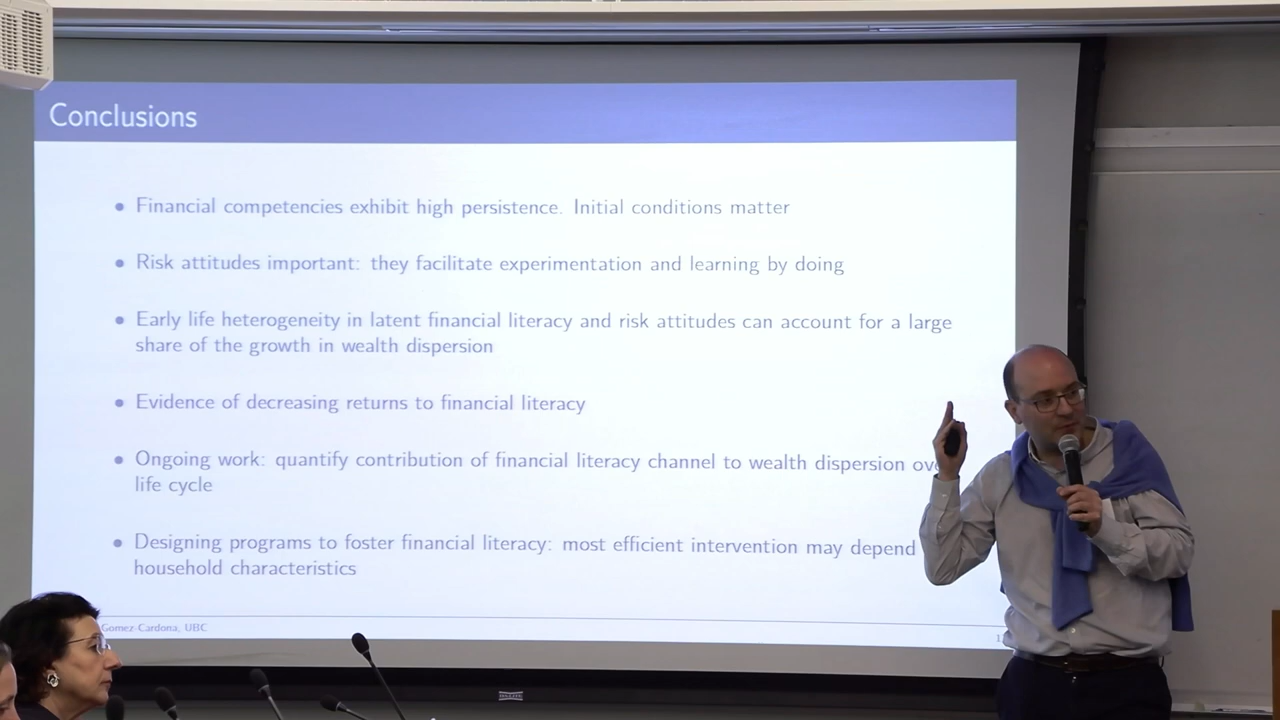 Conclusions
Financial competencies exhibit high persistence. Initial conditions matter
Risk attitudes important: they facilitate experimentation and learning by doing
Early life heterogeneity in latent financial literacy and risk attitudes can account for a large
share of the growth in wealth dispersion
Evidence of decreasing returns to financial literacy
Ongoing work: quantify contribution of financial literacy channel to wealth dispersion
life cycle
Designing programs to foster financial literacy: most efficient intervention may depend
household characteristics
Gomez-Cardona, UBC